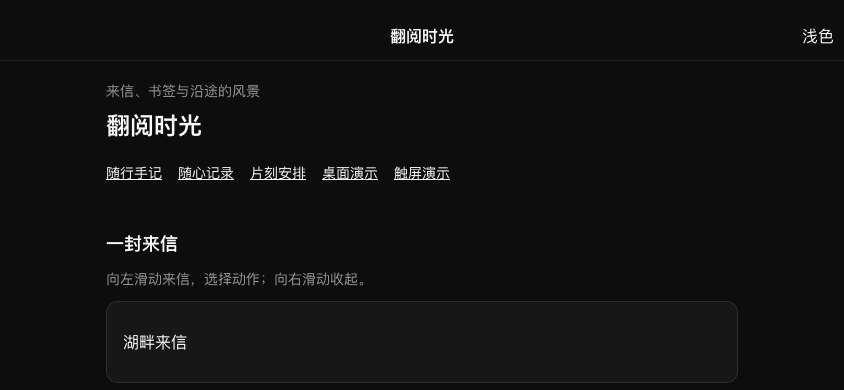 翻阅时光
浅色
来信、书签与沿途的风景
翻阅时光
随行手记 随心记录 片刻安排 桌面演示 触屏演示
一封来信
向左滑动来信，选择动作；向右滑动收起。
湖畔来信